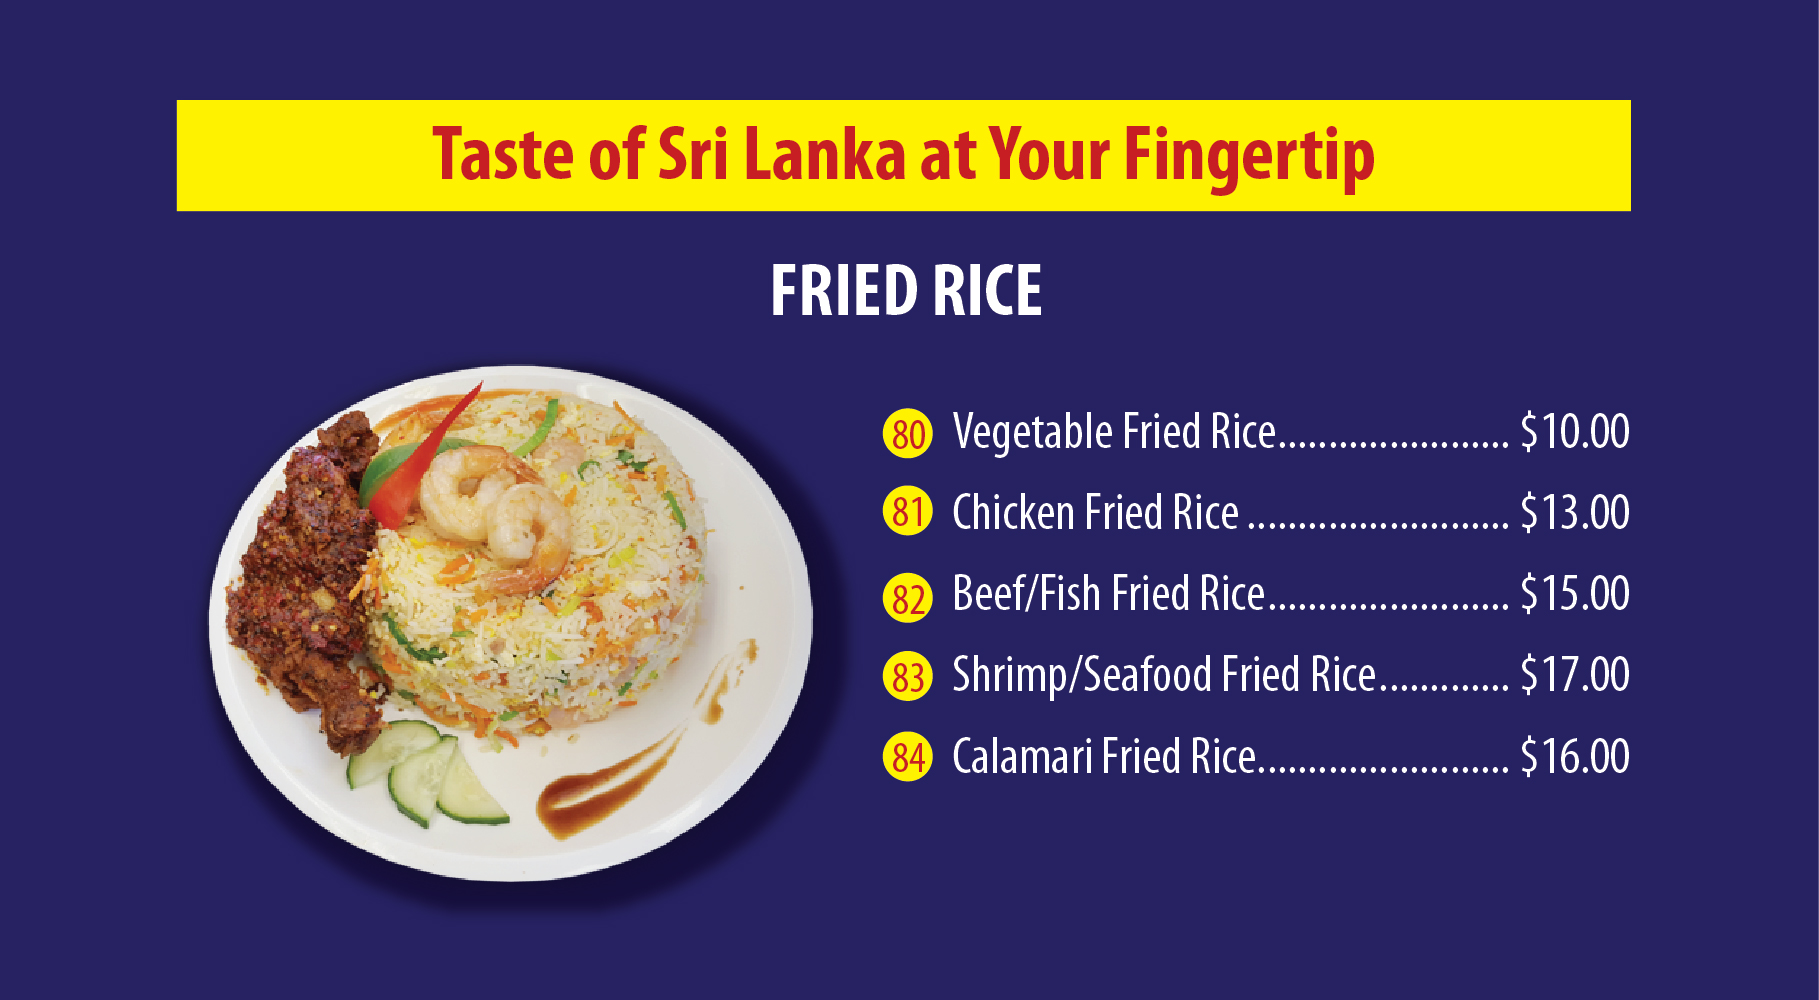 Taste of Sri Lanka at Your Fingertip
FRIED RICE
80 Vegetable Fried Rice....................... $10.00
81 Chicken Fried Rice .......................... $13.00
82 Beef/Fish Fried Rice........................ $15.00
83 Shrimp/Seafood Fried Rice............. $17.00
84 Calamari Fried Rice......................... $16.00